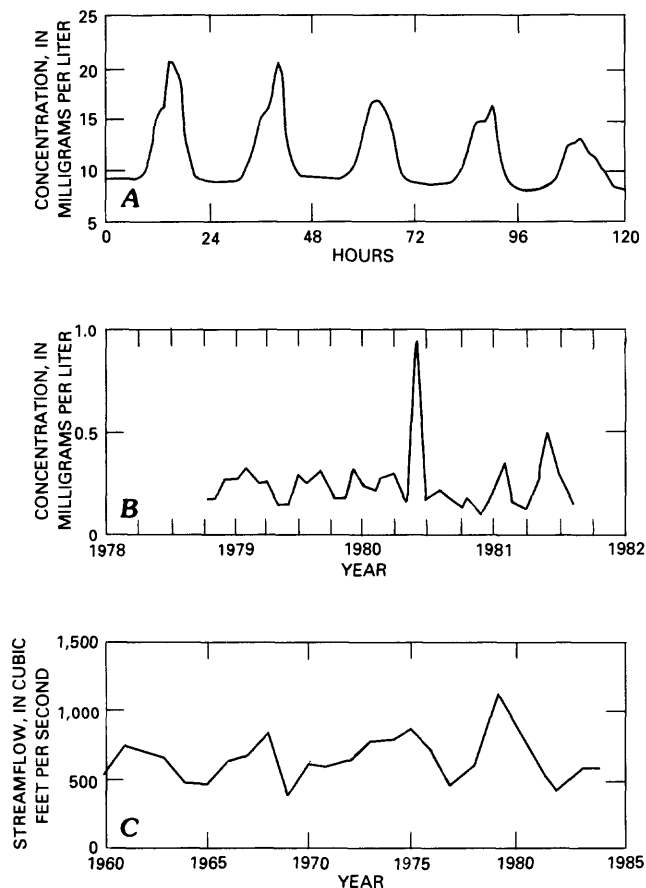 CONCENTRATION, IN
MILLIGRAMS PER LITER
25
20
15
10
5
A
0 24 48 72 96 120
HOURS
CONCENTRATION, IN
MILLIGRAMS PER LITER
1.0
0.5
0
B
1978 1979 1980 1981 1982
YEAR
STREAMFLOW, IN CUBIC
FEET PER SECOND
1,500
1,000
500
0
C
1960 1965 1970 1975 1980 1985
YEAR